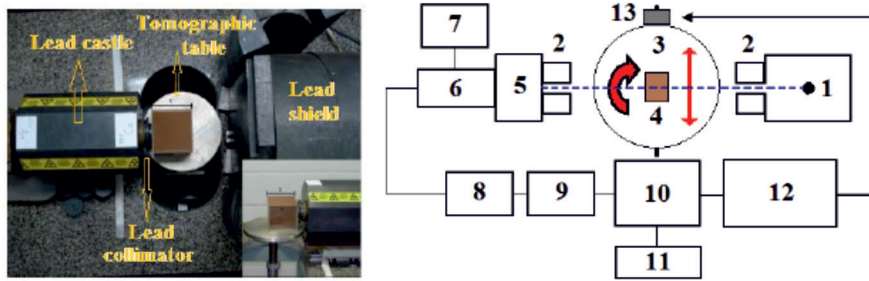 Lead castle
Tomographic
table
Lead
shield
Lead
collimator
7
13
2
3
2
6
5
1
4
8
9
10
12
11